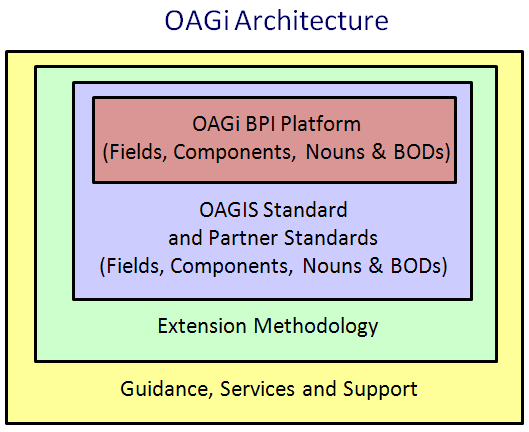 OAGi Architecture
OAGi BPI Platform
(Fields, Components, Nouns & BODs)
OAGIS Standard
and Partner Standards
(Fields, Components, Nouns & BODs)
Extension Methodology
Guidance, Services and Support